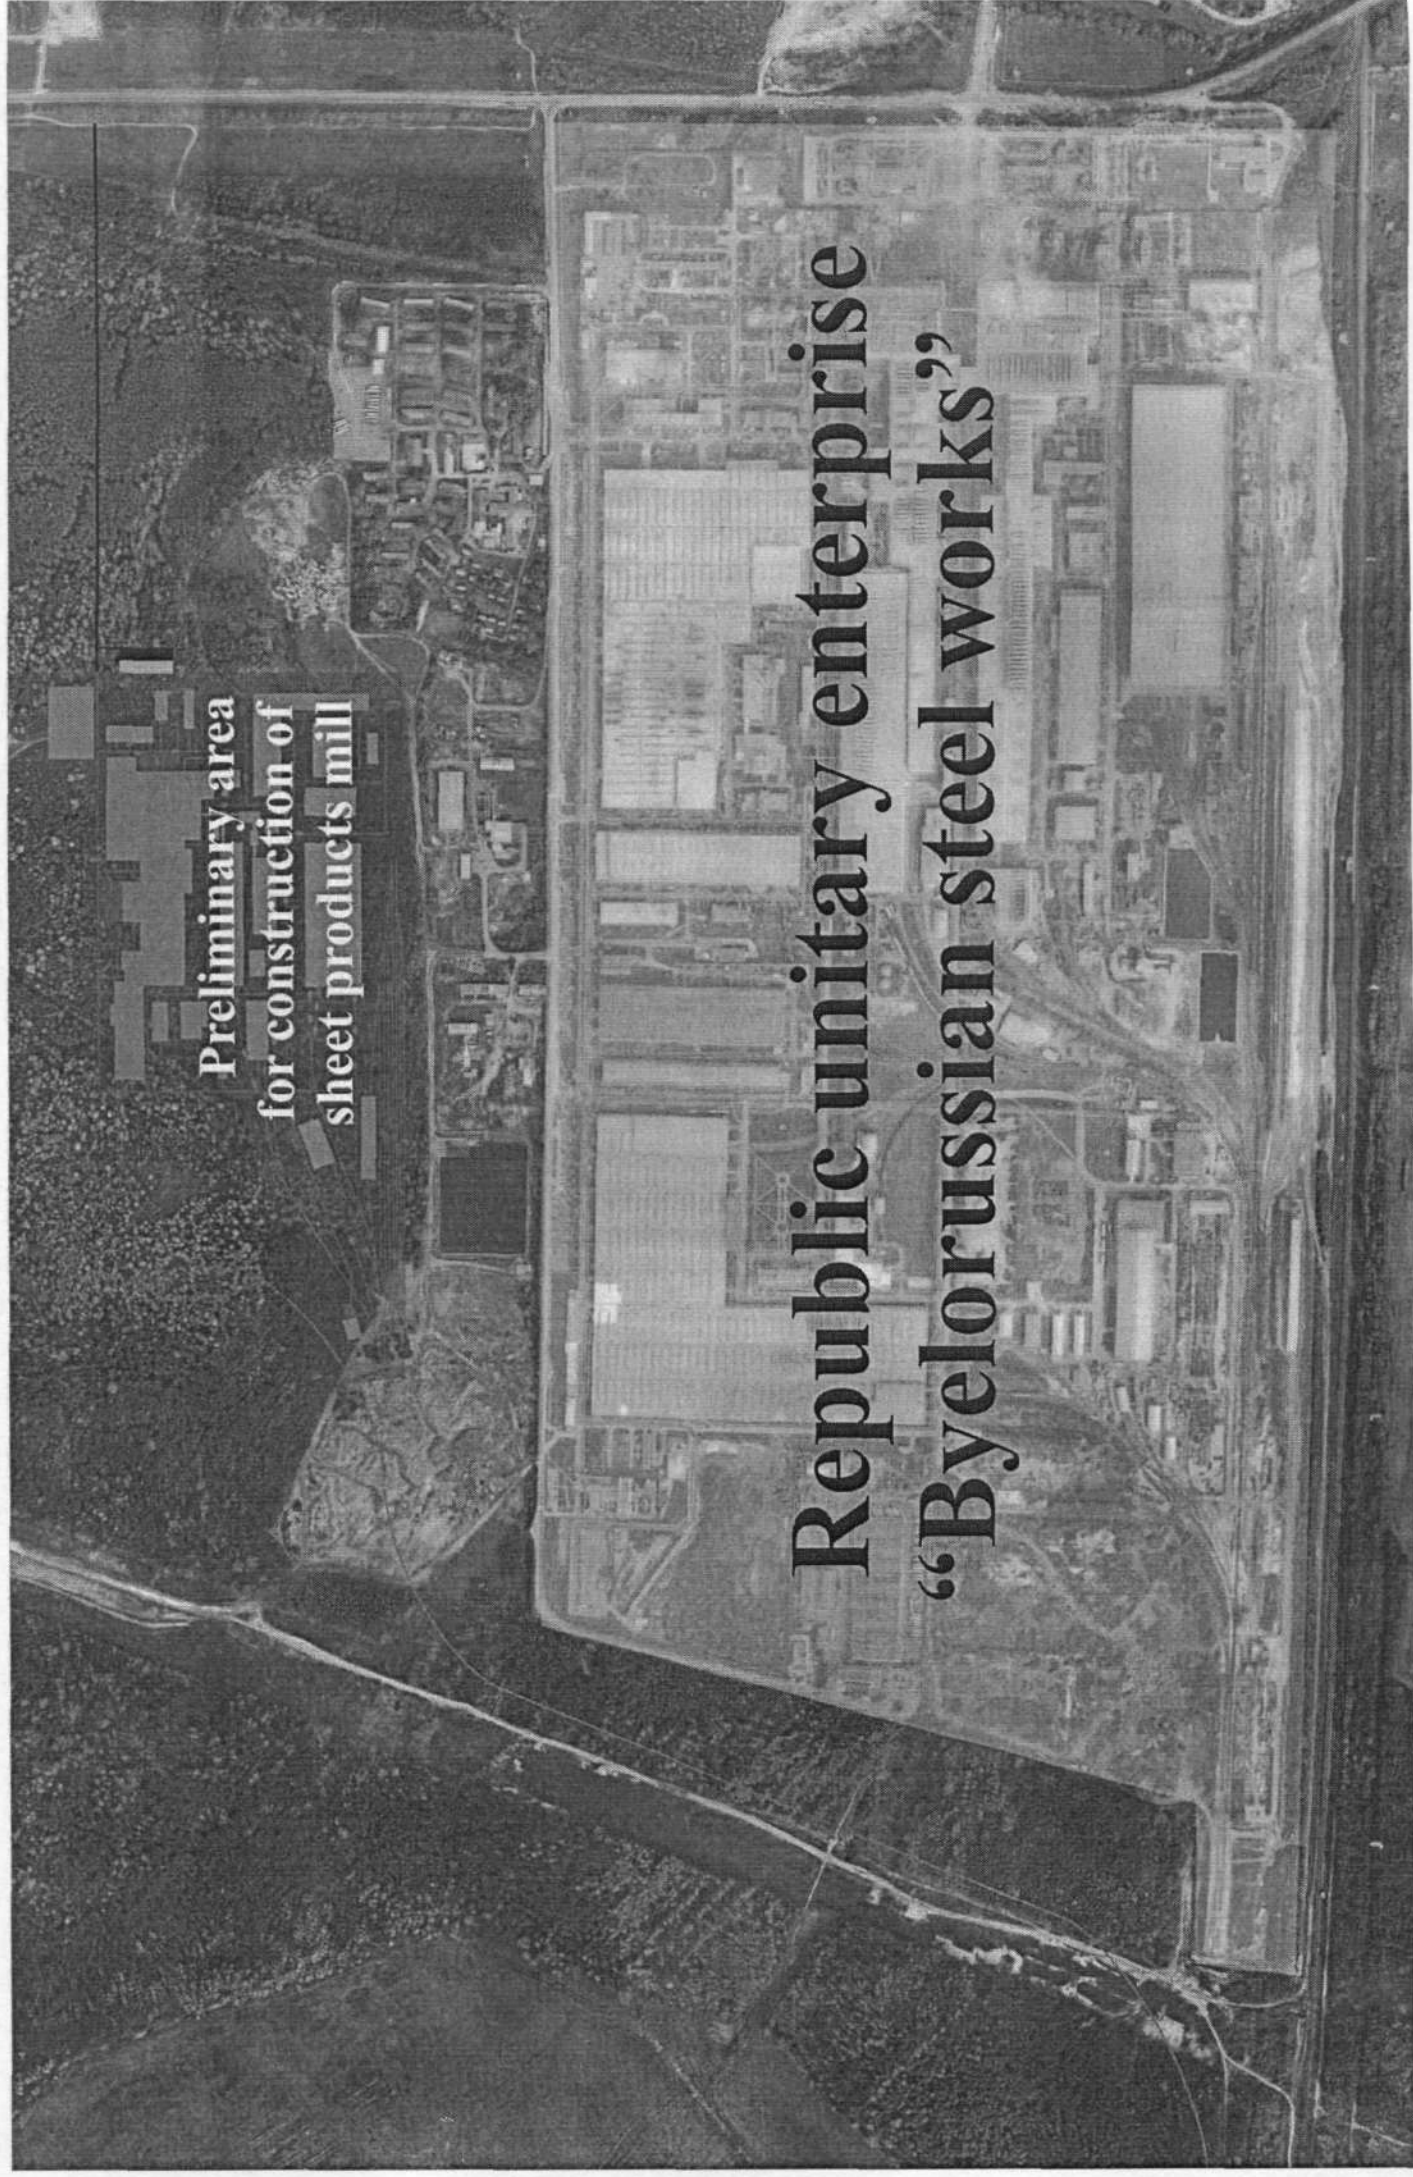 Preliminary area
for construction of
sheet products mill
Republic unitary enterprise
“Byelorussian steel works”